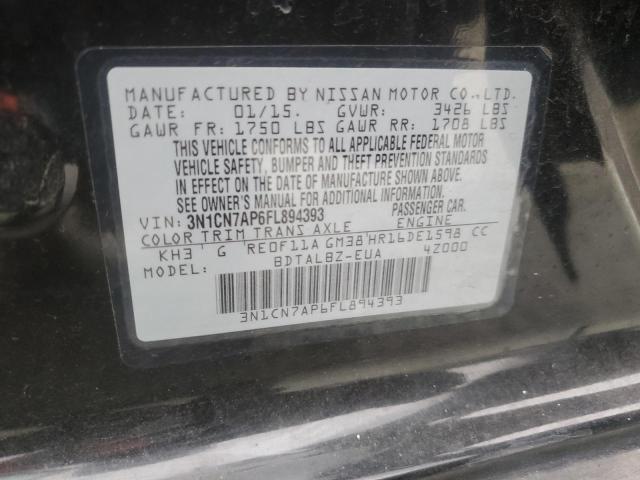 MANUFACTURED BY NISSAN MOTOR CO.,LTD.
DATE: 01/15. GVWR: 3426 LBS
GAWR FR: 1750 LBS GAWR RR: 1708 LBS
THIS VEHICLE CONFORMS TO ALL APPLICABLE FEDERAL MOTOR
VEHICLE SAFETY, BUMPER AND THEFT PREVENTION STANDARDS
IN EFFECT ON THE DATE OF MANUFACTURE SHOWN ABOVE.
SEE OWNER'S MANUAL FOR ADDITIONAL INFORMATION.
VIN: 3N1CN7AP6FL894393 PASSENGER CAR
COLOR TRIM TRANS AXLE ENGINE
KH3 G RE0F11A GM38 HR16DE1598 CC
MODEL: BDTALBZ-EUA 4Z000
3N1CN7AP6FL894393